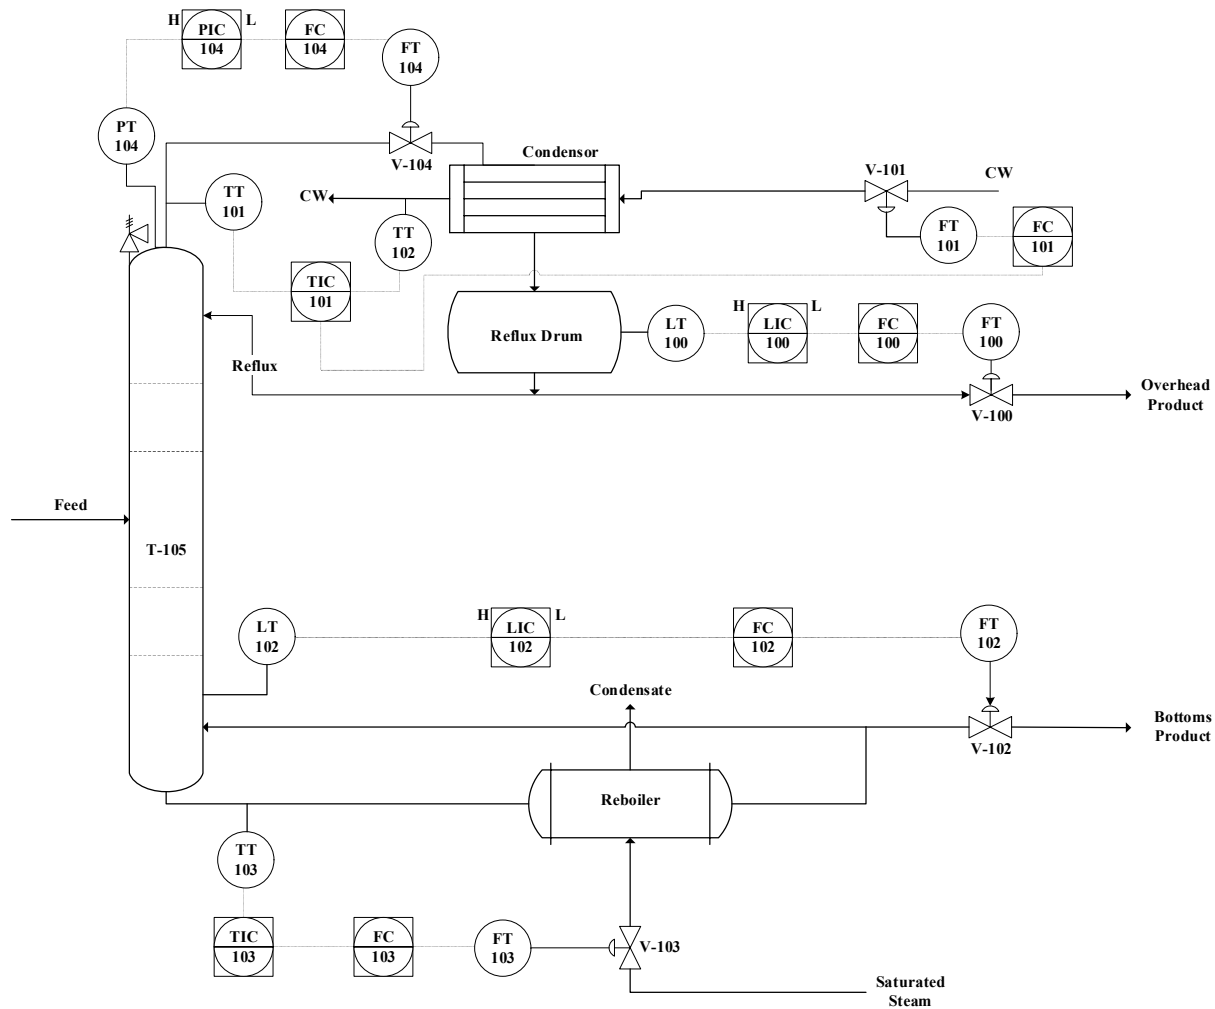 H
PIC
104
L
FC
104
FT
104
PT
104
V-104
Condensor
V-101
CW
TT
101
CW
TT
102
FT
101
FC
101
TIC
101
Reflux Drum
LT
100
H
LIC
100
L
FC
100
FT
100
Reflux
V-100
Overhead
Product
Feed
T-105
LT
102
H
LIC
102
L
FC
102
FT
102
Condensate
V-102
Bottoms
Product
Reboiler
TT
103
TIC
103
FC
103
FT
103
V-103
Saturated
Steam